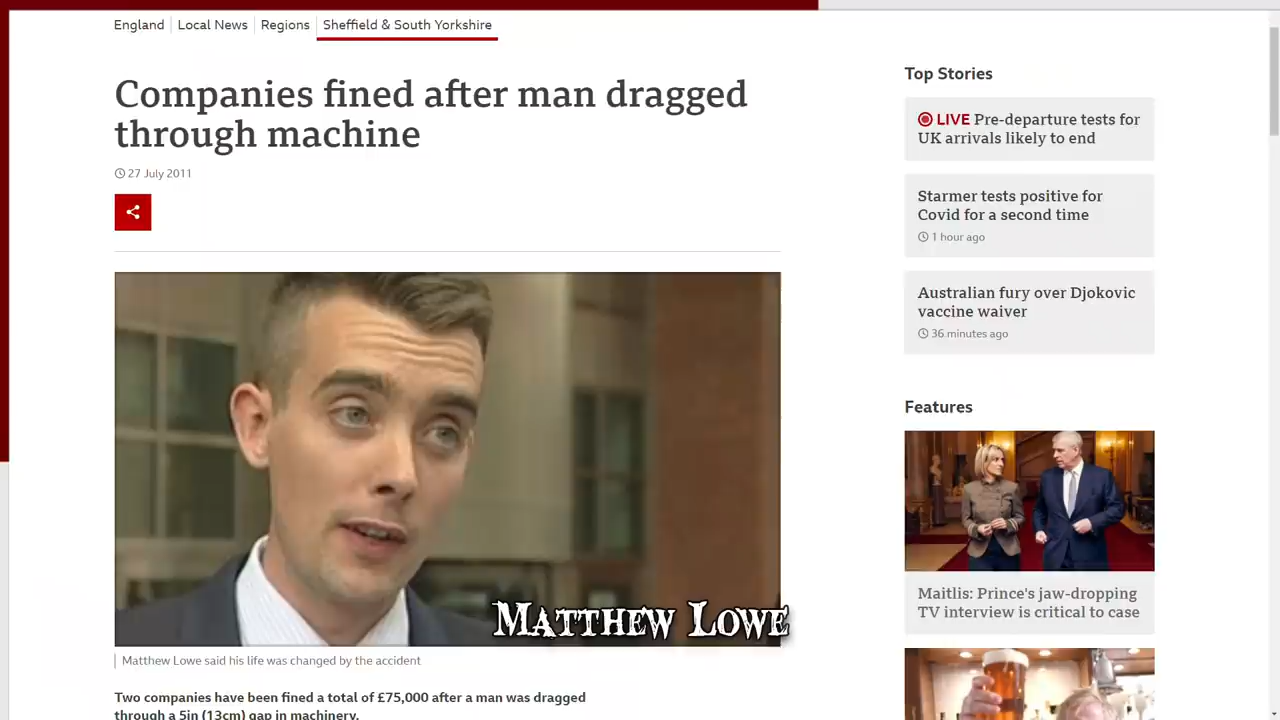 England
Local News
Regions
Sheffield & South Yorkshire
Companies fined after man dragged
through machine
27 July 2011
MATTHEW LOWE
Matthew Lowe said his life was changed by the accident
Two companies have been fined a total of £75,000 after a man was dragged
through a 5in (13cm) gap in machinery.
Top Stories
LIVE Pre-departure tests for
UK arrivals likely to end
Starmer tests positive for
Covid for a second time
1 hour ago
Australian fury over Djokovic
vaccine waiver
36 minutes ago
Features
Maitlis: Prince's jaw-dropping
TV interview is critical to case